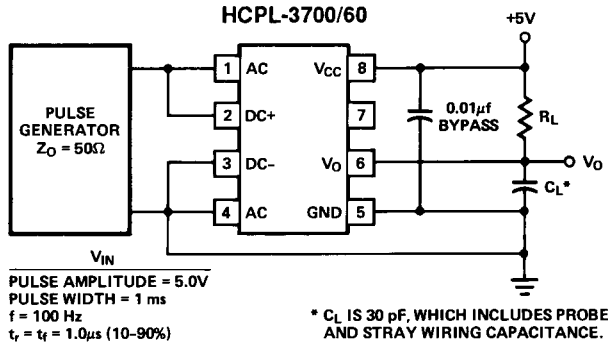 HCPL-3700/60
+5V
PULSE
GENERATOR
Z₀ = 50Ω
1 AC
2 DC+
3 DC–
4 AC
V_CC 8
7
V_O 6
GND 5
0.01μf
BYPASS
R_L
V_O
C_L*
V_IN
PULSE AMPLITUDE = 5.0V
PULSE WIDTH = 1 ms
f = 100 Hz
t_r = t_f = 1.0μs (10–90%)
* C_L IS 30 pF, WHICH INCLUDES PROBE
AND STRAY WIRING CAPACITANCE.